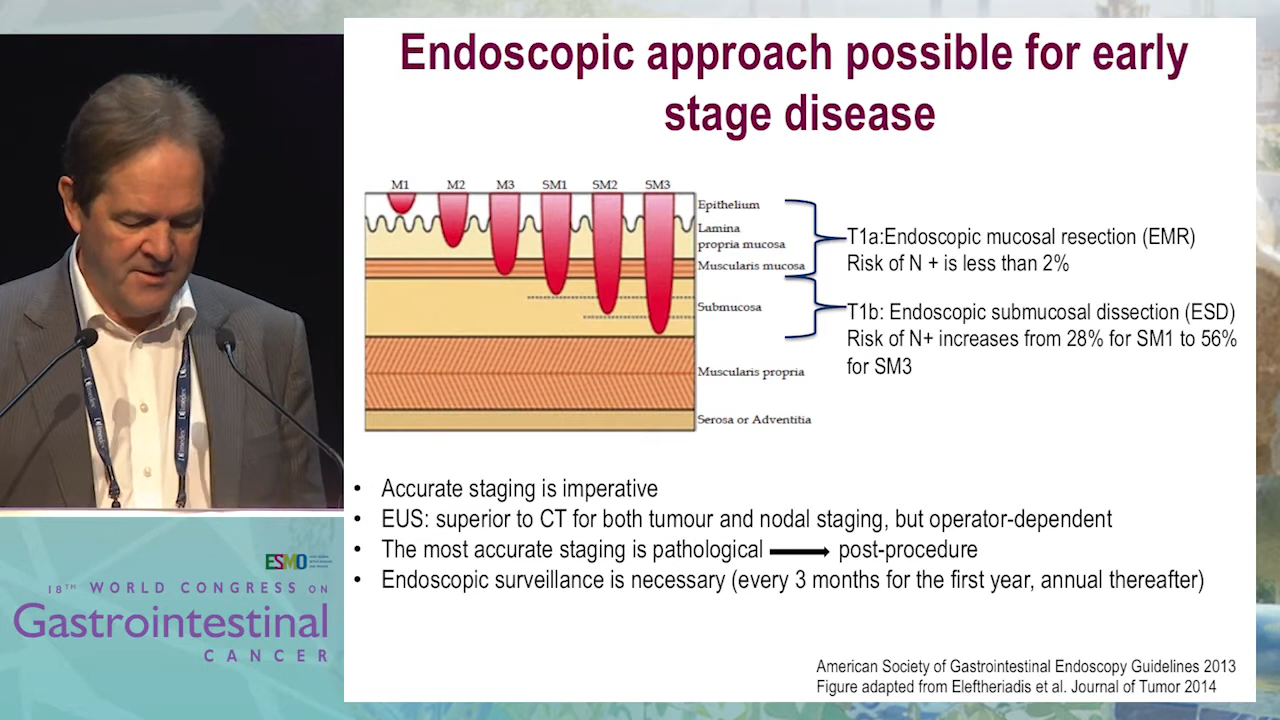 Endoscopic approach possible for early
stage disease
M1 M2 M3 SM1 SM2 SM3
Epithelium
Lamina
propria mucosa
Muscularis mucosa
Submucosa
Muscularis propria
Serosa or Adventitia
T1a:Endoscopic mucosal resection (EMR)
Risk of N + is less than 2%
T1b: Endoscopic submucosal dissection (ESD)
Risk of N+ increases from 28% for SM1 to 56%
for SM3
• Accurate staging is imperative
• EUS: superior to CT for both tumour and nodal staging, but operator-dependent
• The most accurate staging is pathological ⟶ post-procedure
• Endoscopic surveillance is necessary (every 3 months for the first year, annual thereafter)
American Society of Gastrointestinal Endoscopy Guidelines 2013
Figure adapted from Eleftheriadis et al. Journal of Tumor 2014
ESMO
18TH WORLD CONGRESS ON
Gastrointestinal
CANCER